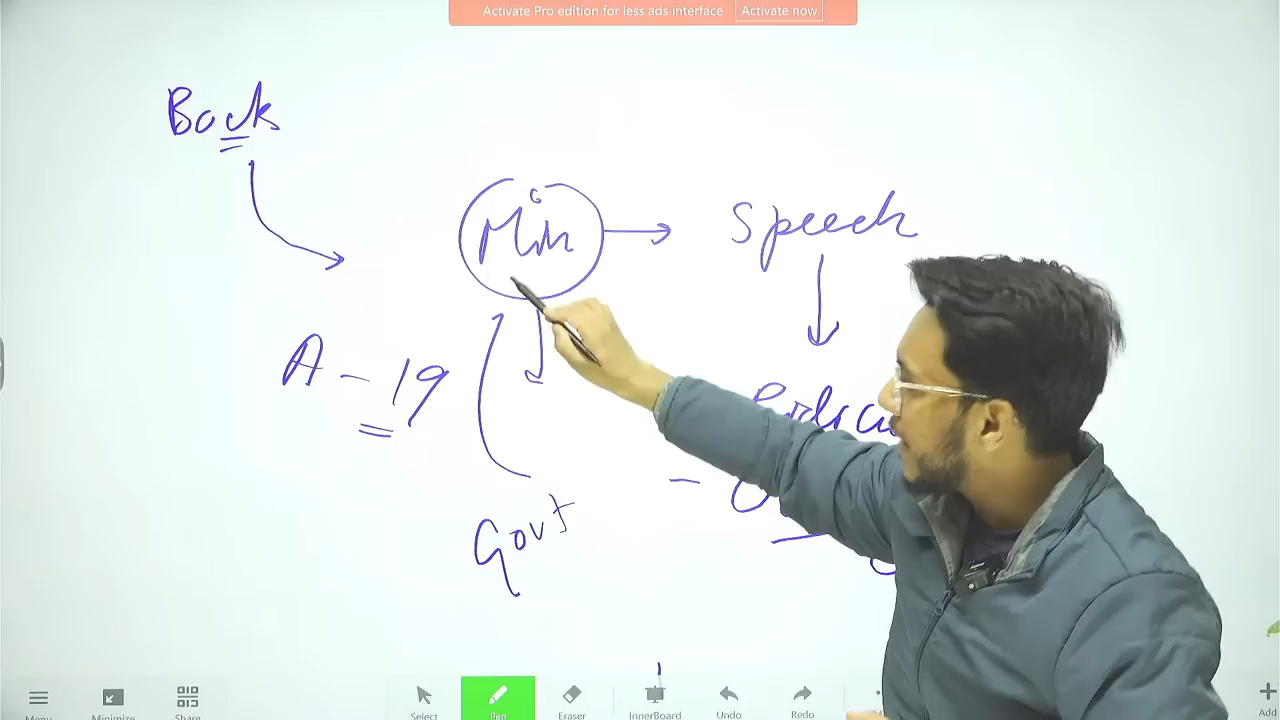 Activate Pro edition for less ads interface Activate now
Back
Min
Speech
A - 19
Govt
Menu
Minimize
Share
Select
Pen
Eraser
InnerBoard
Undo
Redo
Add